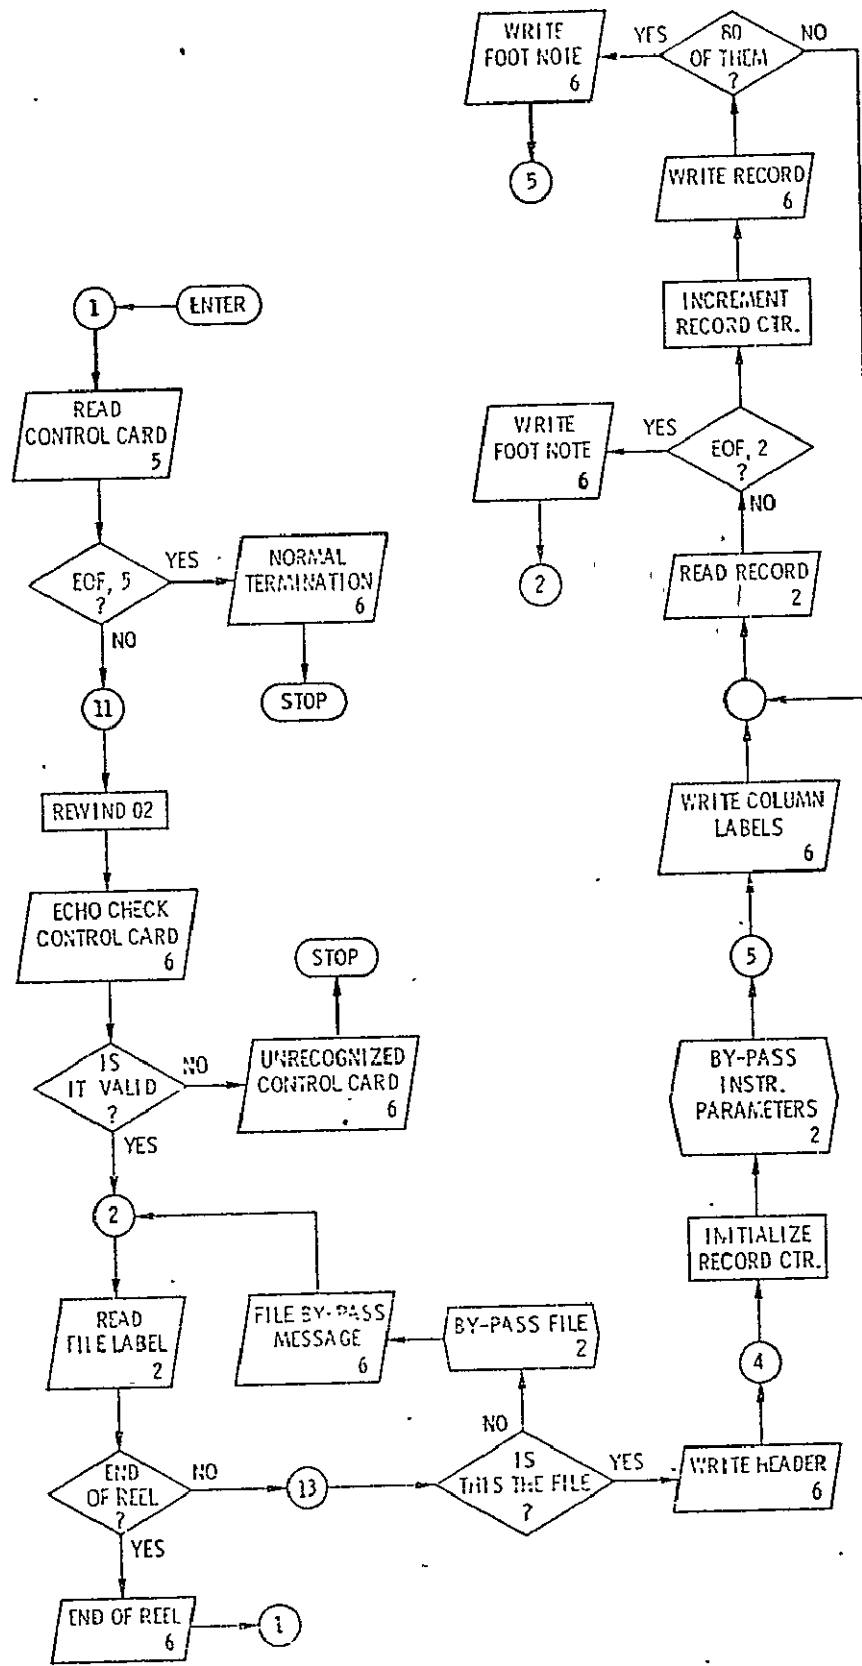 1
ENTER
READ
CONTROL CARD
5
EOF, 5
?
YES
NORMAL
TERMINATION
6
STOP
NO
11
REWIND 02
ECHO CHECK
CONTROL CARD
6
IS
IT VALID
?
NO
UNRECOGNIZED
CONTROL CARD
6
STOP
YES
2
READ
FILE LABEL
2
FILE BY-PASS
MESSAGE
6
BY-PASS FILE
2
END
OF REEL
?
NO
13
IS
THIS THE FILE
?
NO
YES
WRITE HEADER
6
YES
END OF REEL
6
1
4
INITIALIZE
RECORD CTR.
BY-PASS
INSTR.
PARAMETERS
2
5
WRITE COLUMN
LABELS
6
READ RECORD
2
NO
EOF, 2
?
YES
WRITE
FOOT NOTE
6
2
INCREMENT
RECORD CTR.
WRITE RECORD
6
80
OF THEM
?
NO
YES
WRITE
FOOT NOTE
6
5